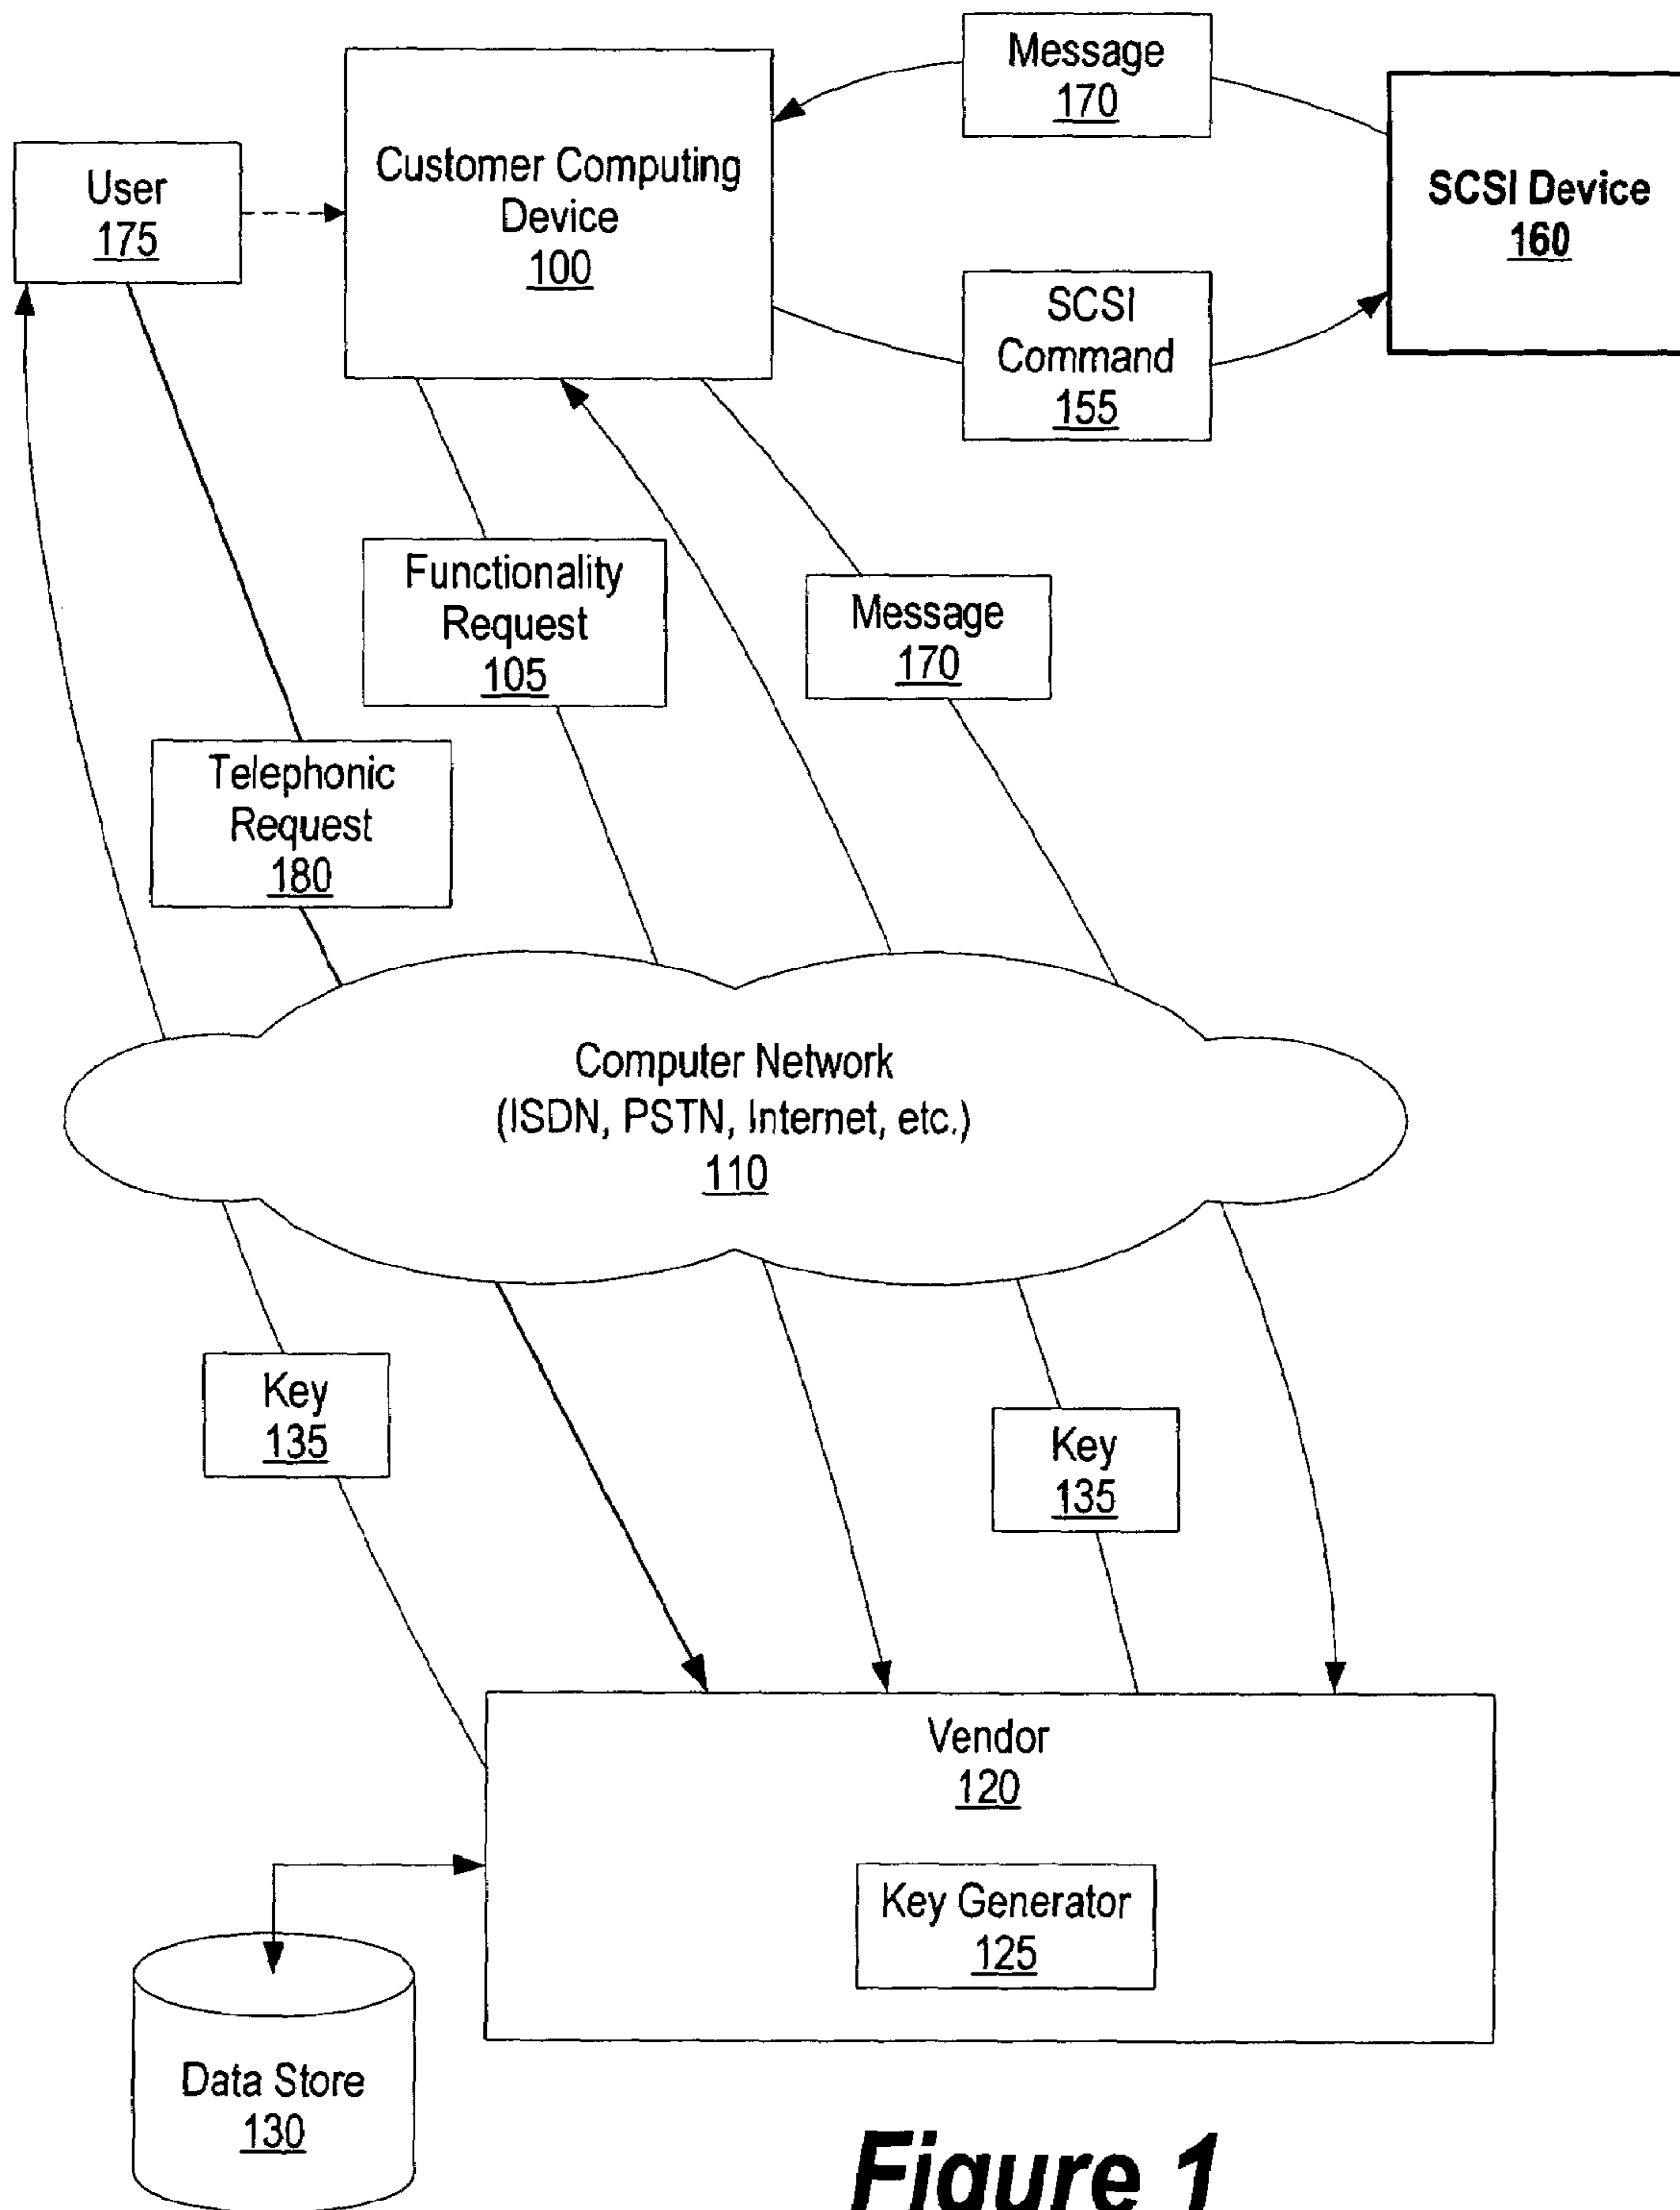 Message
170
Customer Computing
Device
100
User
175
SCSI Device
160
SCSI
Command
155
Functionality
Request
105
Message
170
Telephonic
Request
180
Computer Network
(ISDN, PSTN, Internet, etc.)
110
Key
135
Key
135
Vendor
120
Key Generator
125
Data Store
130
Figure 1